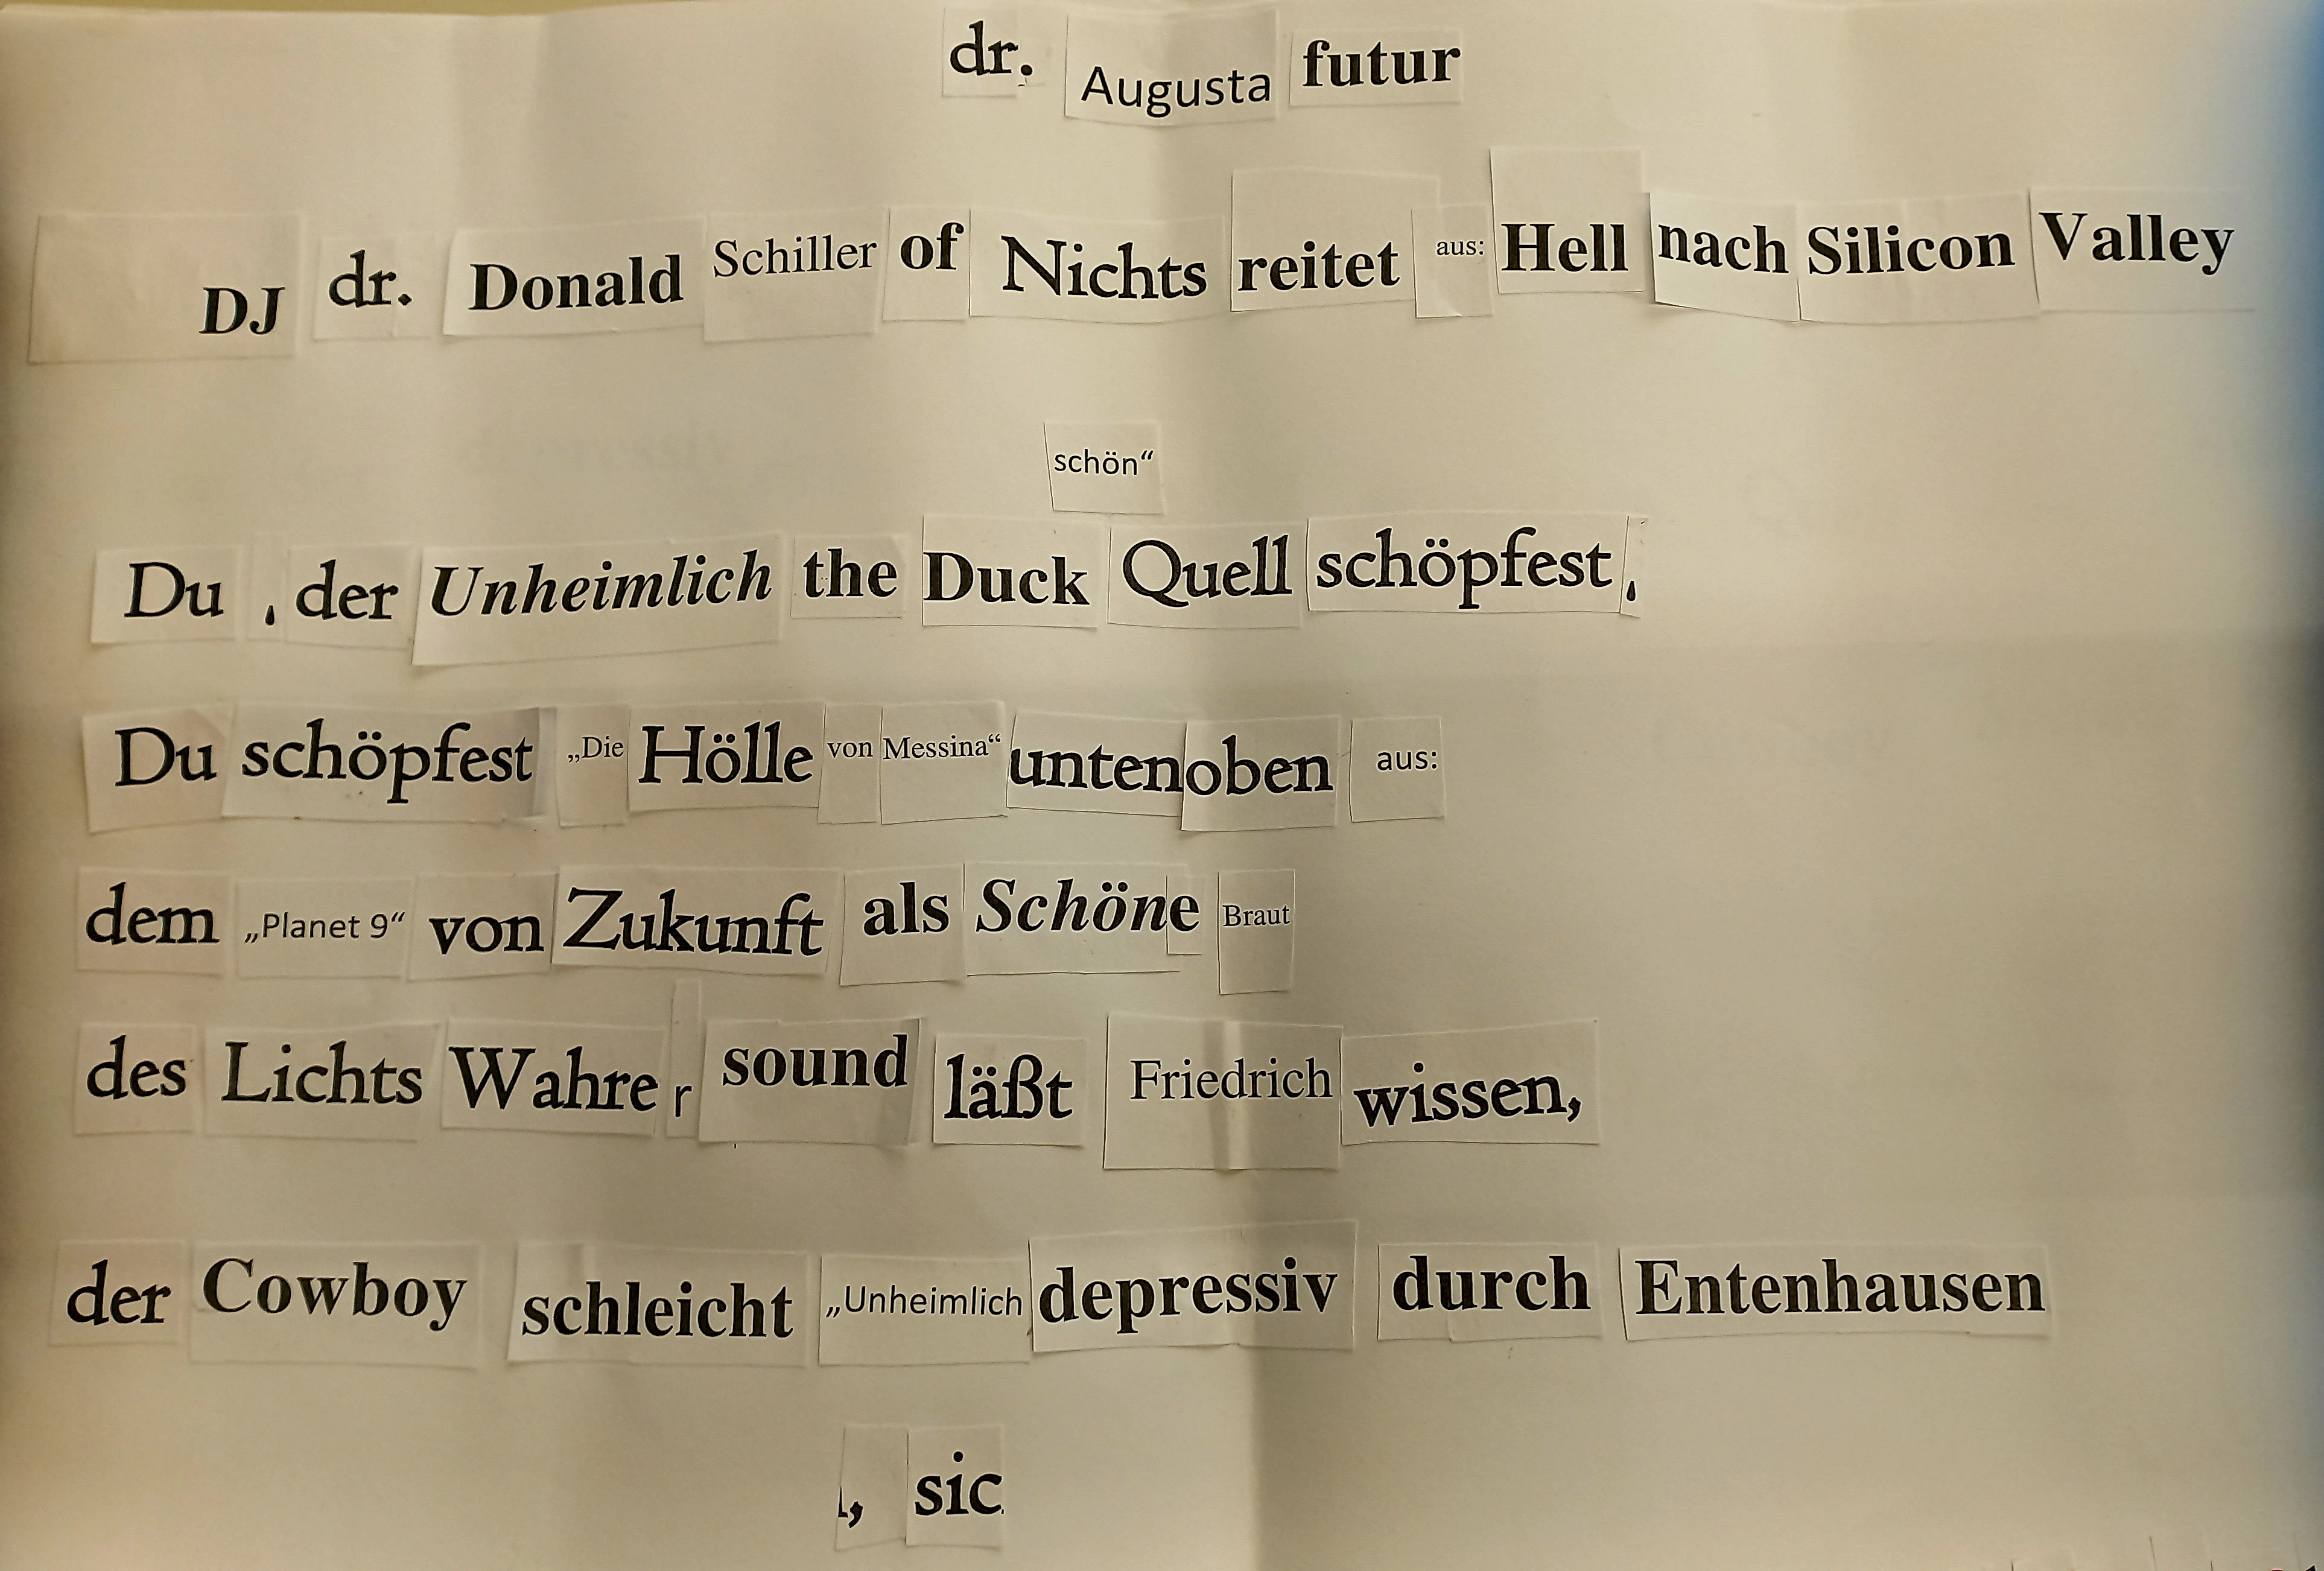 dr. Augusta futur
DJ dr. Donald Schiller of Nichts reitet aus: Hell nach Silicon Valley
schön“
Du , der Unheimlich the Duck Quell schöpfest ,
Du schöpfest „Die Hölle von Messina“ untenoben aus:
dem „Planet 9“ von Zukunft als Schöne Braut
des Lichts Wahrer sound läßt Friedrich wissen,
der Cowboy schleicht „Unheimlich depressiv durch Entenhausen
, sic